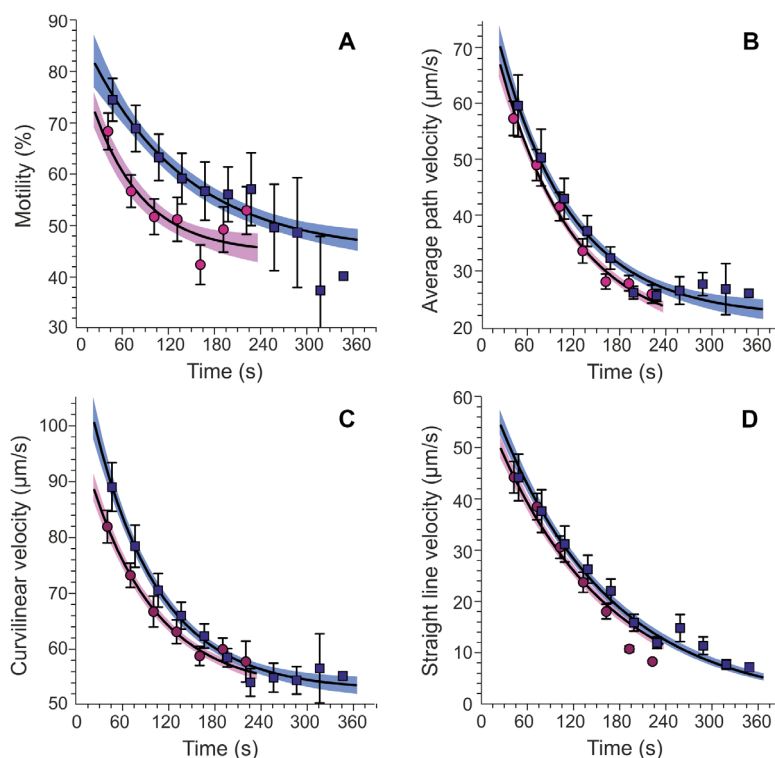 A
Motility (%)
90
80
70
60
50
40
30
0 60 120 180 240 300 360
Time (s)
B
Average path velocity (µm/s)
70
60
50
40
30
20
0 60 120 180 240 300 360
Time (s)
C
Curvilinear velocity (µm/s)
100
90
80
70
60
50
0 60 120 180 240 300 360
Time (s)
D
Straight line velocity (µm/s)
60
50
40
30
20
10
0
0 60 120 180 240 300 360
Time (s)